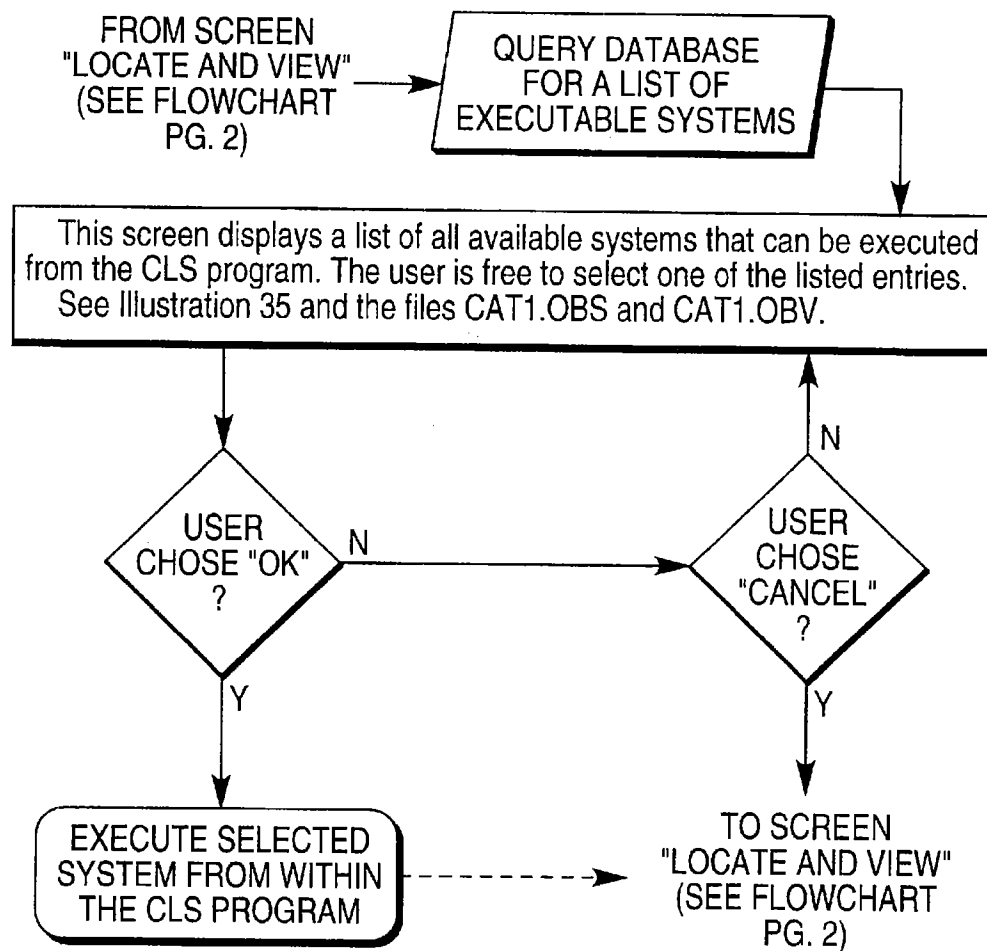 FROM SCREEN
"LOCATE AND VIEW"
(SEE FLOWCHART
PG. 2)
QUERY DATABASE
FOR A LIST OF
EXECUTABLE SYSTEMS
This screen displays a list of all available systems that can be executed
from the CLS program. The user is free to select one of the listed entries.
See Illustration 35 and the files CAT1.OBS and CAT1.OBV.
USER
CHOSE "OK"
?
N
Y
USER
CHOSE
"CANCEL"
?
N
Y
EXECUTE SELECTED
SYSTEM FROM WITHIN
THE CLS PROGRAM
TO SCREEN
"LOCATE AND VIEW"
(SEE FLOWCHART
PG. 2)